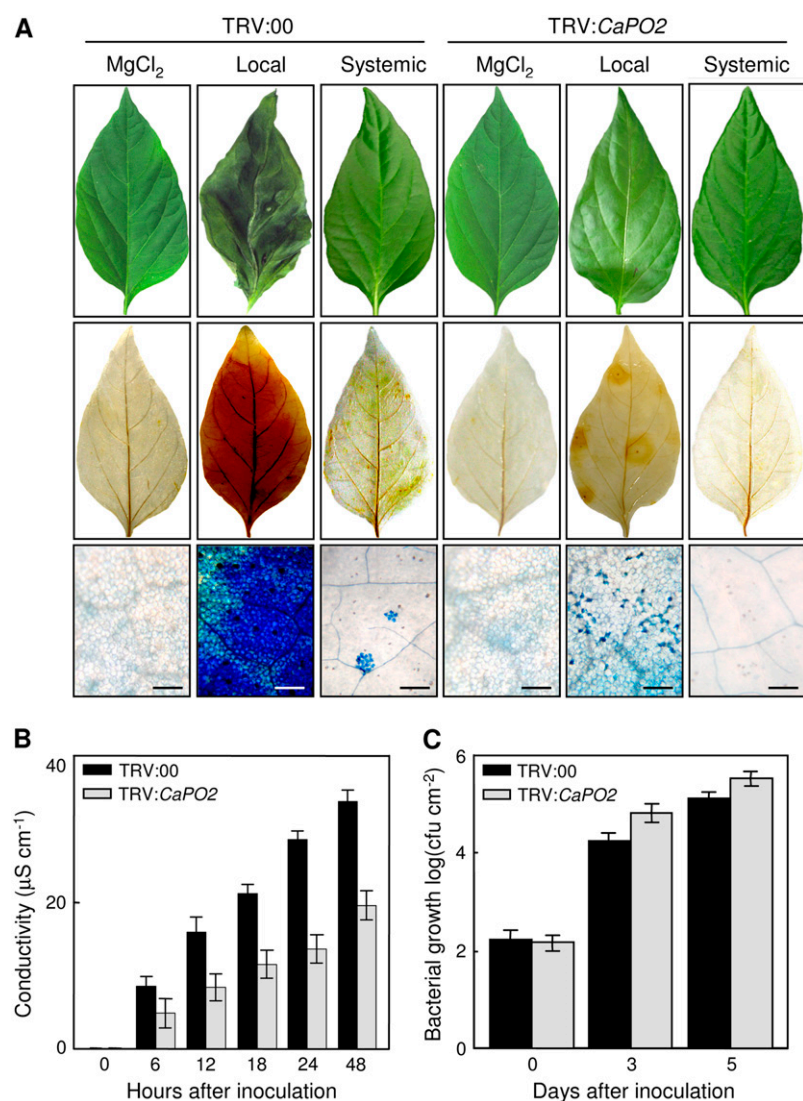 A
TRV:00 TRV:CaPO2
MgCl₂ Local Systemic MgCl₂ Local Systemic
B
40
20
0
Conductivity (µS cm⁻¹)
TRV:00
TRV:CaPO2
0 6 12 18 24 48
Hours after inoculation
C
6
4
2
0
Bacterial growth log(cfu cm⁻²)
TRV:00
TRV:CaPO2
0 3 5
Days after inoculation